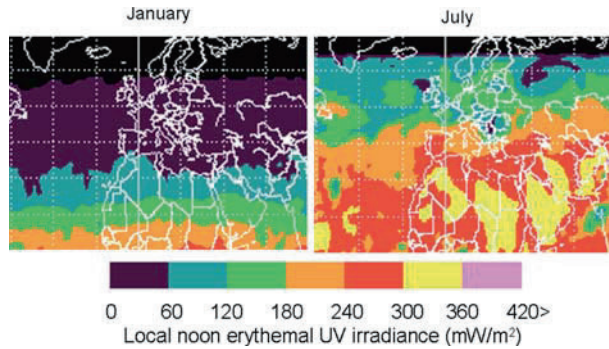 January
July
0 60 120 180 240 300 360 420>
Local noon erythemal UV irradiance (mW/m²)